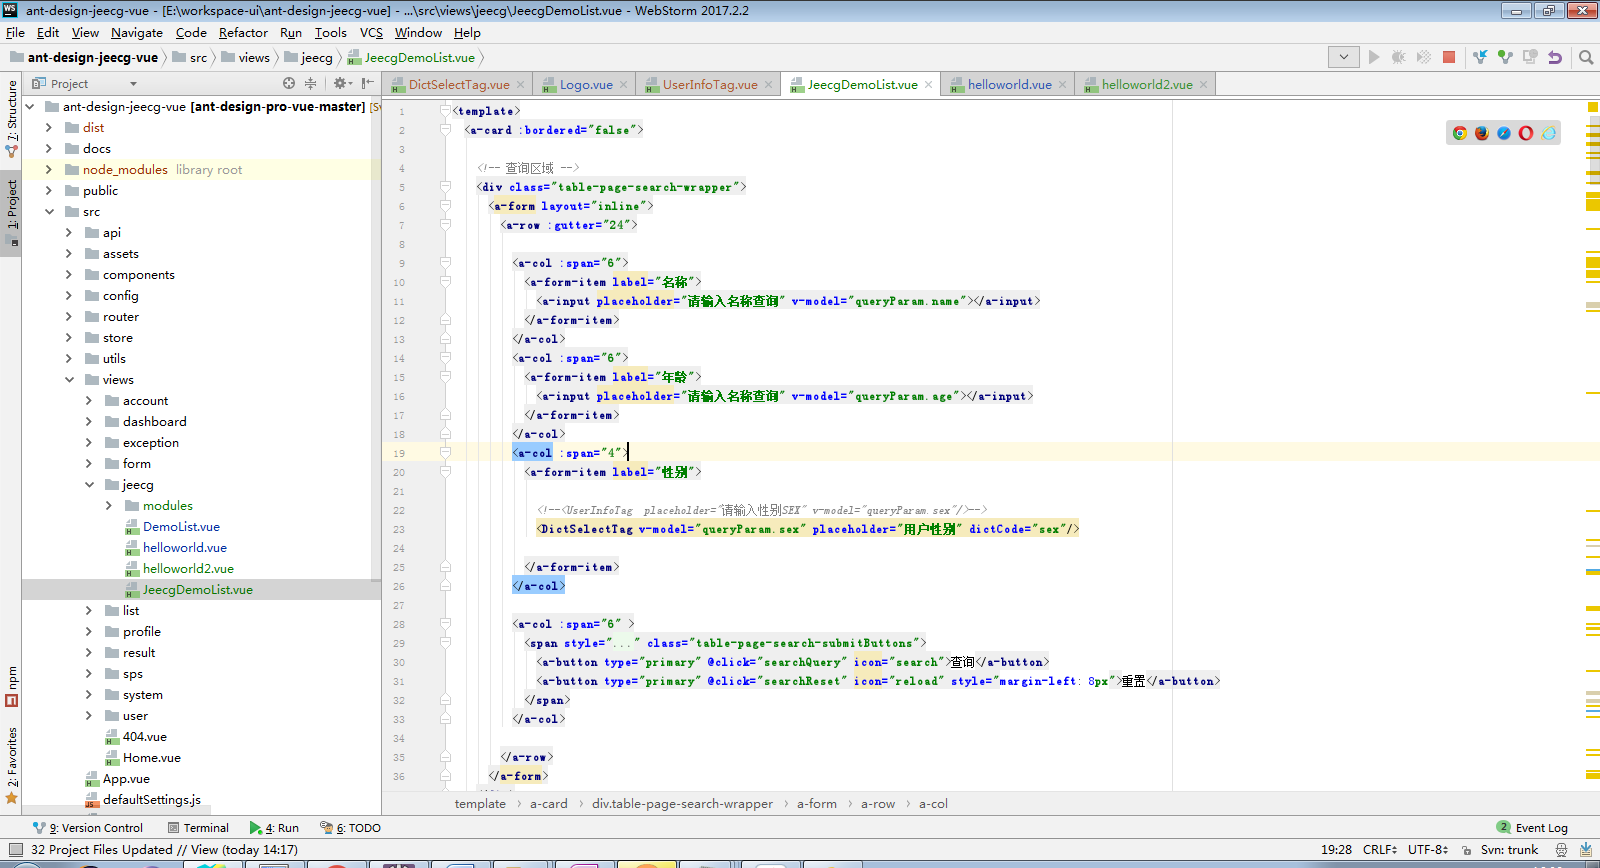 ant-design-jeecg-vue - [E:\workspace-ui\ant-design-jeecg-vue] - ...\src\views\jeecg\JeecgDemoList.vue - WebStorm 2017.2.2
File Edit View Navigate Code Refactor Run Tools VCS Window Help
ant-design-jeecg-vue src views jeecg JeecgDemoList.vue
Project
DictSelectTag.vue Logo.vue UserInfoTag.vue JeecgDemoList.vue helloworld.vue helloworld2.vue
7: Structure
1: Project
npm
2: Favorites
ant-design-jeecg-vue [ant-design-pro-vue-master]
dist
docs
node_modules library root
public
src
api
assets
components
config
router
store
utils
views
account
dashboard
exception
form
jeecg
modules
DemoList.vue
helloworld.vue
helloworld2.vue
JeecgDemoList.vue
list
profile
result
sps
system
user
404.vue
Home.vue
App.vue
defaultSettings.js
1 <template>
2 <a-card :bordered="false">
3
4 <!-- 查询区域 -->
5 <div class="table-page-search-wrapper">
6 <a-form layout="inline">
7 <a-row :gutter="24">
8
9 <a-col :span="6">
10 <a-form-item label="名称">
11 <a-input placeholder="请输入名称查询" v-model="queryParam.name"></a-input>
12 </a-form-item>
13 </a-col>
14 <a-col :span="6">
15 <a-form-item label="年龄">
16 <a-input placeholder="请输入名称查询" v-model="queryParam.age"></a-input>
17 </a-form-item>
18 </a-col>
19 <a-col :span="4">
20 <a-form-item label="性别">
21
22 <!--<UserInfoTag placeholder="请输入性别SEX" v-model="queryParam.sex"/>-->
23 <DictSelectTag v-model="queryParam.sex" placeholder="用户性别" dictCode="sex"/>
24
25 </a-form-item>
26 </a-col>
27
28 <a-col :span="6" >
29 <span style="..." class="table-page-search-submitButtons">
30 <a-button type="primary" @click="searchQuery" icon="search">查询</a-button>
31 <a-button type="primary" @click="searchReset" icon="reload" style="margin-left: 8px">重置</a-button>
32 </span>
33 </a-col>
34
35 </a-row>
36 </a-form>
template › a-card › div.table-page-search-wrapper › a-form › a-row › a-col
9: Version Control Terminal 4: Run 6: TODO 2 Event Log
32 Project Files Updated // View (today 14:17) 19:28 CRLF UTF-8 Svn: trunk